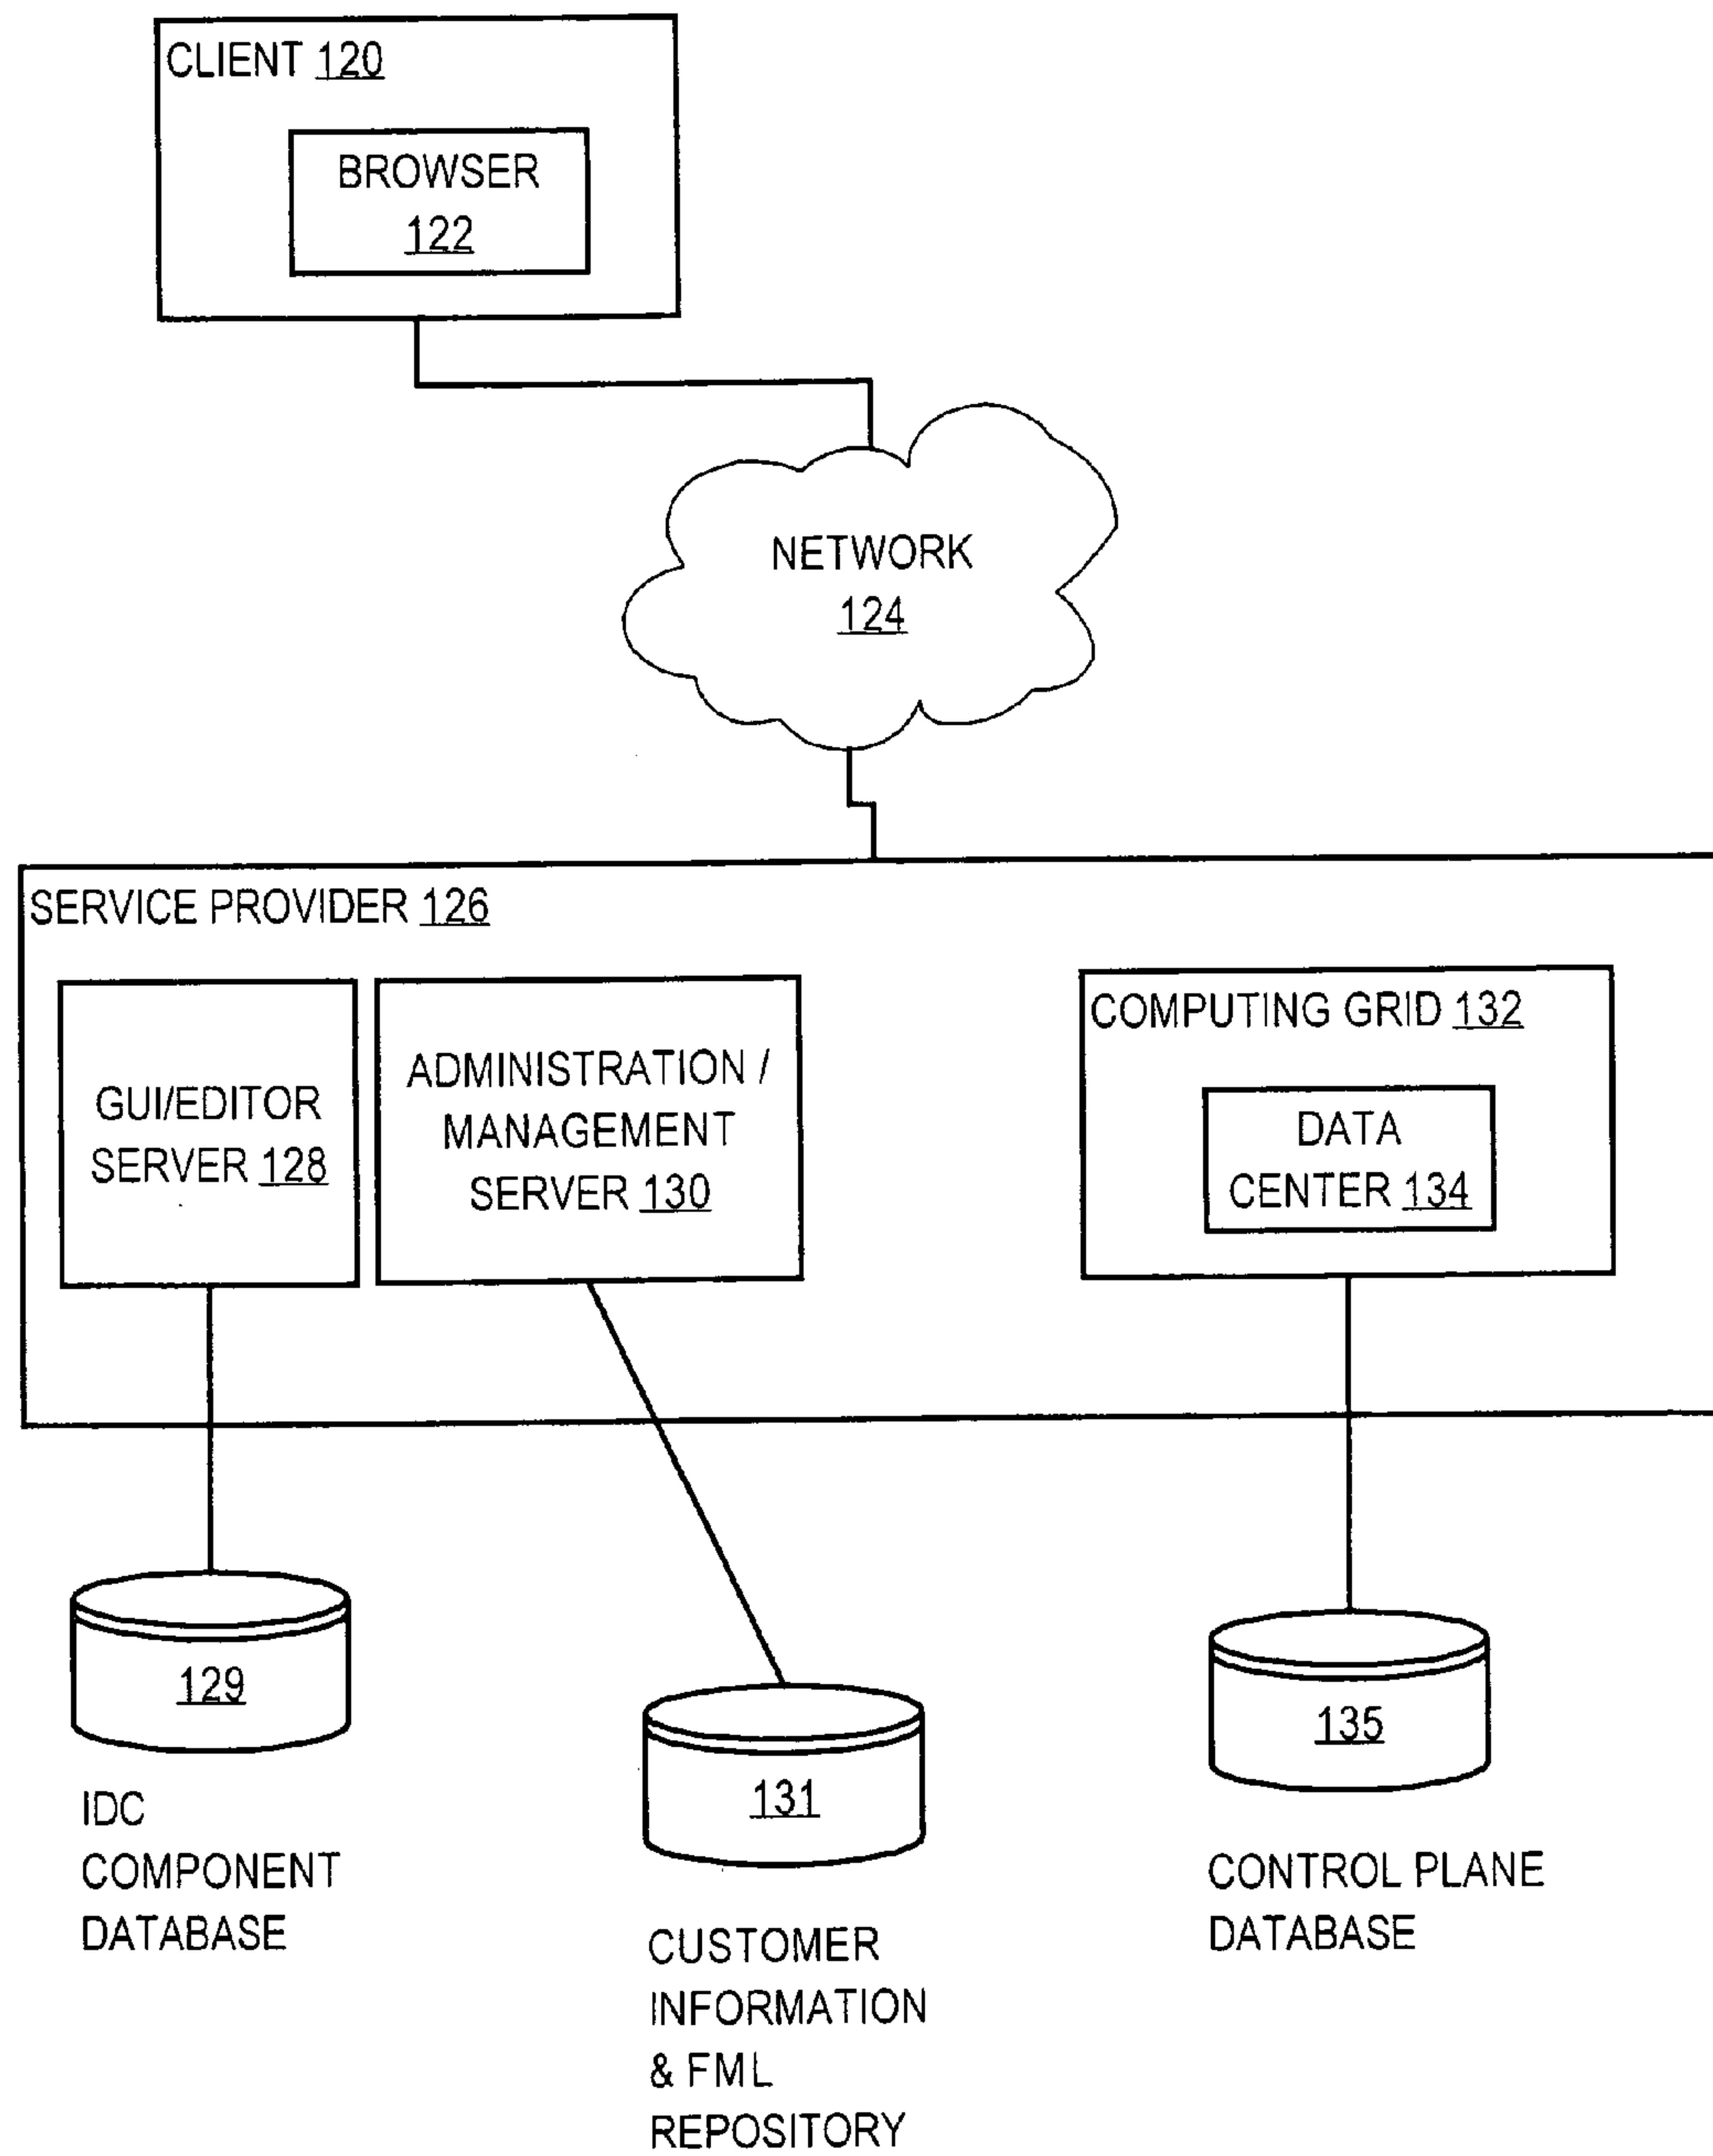 CLIENT 120
BROWSER
122
NETWORK
124
SERVICE PROVIDER 126
GUI/EDITOR
SERVER 128
ADMINISTRATION /
MANAGEMENT
SERVER 130
COMPUTING GRID 132
DATA
CENTER 134
129
IDC
COMPONENT
DATABASE
131
CUSTOMER
INFORMATION
& FML
REPOSITORY
135
CONTROL PLANE
DATABASE